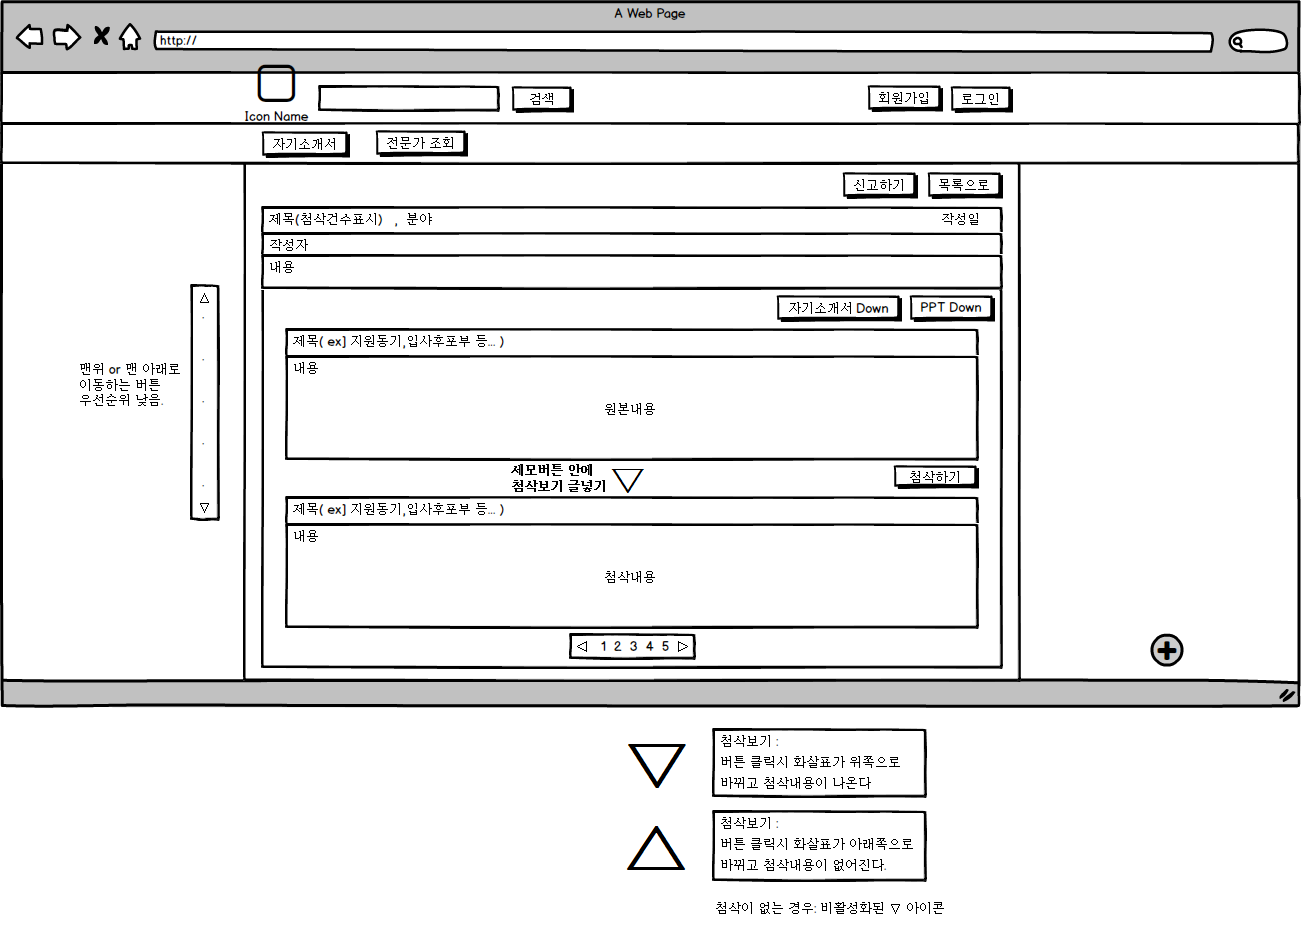 A Web Page
http://
Icon Name
검색
회원가입
로그인
자기소개서
전문가 조회
신고하기
목록으로
제목(첨삭건수표시) , 분야
작성일
작성자
내용
자기소개서 Down
PPT Down
제목( ex] 지원동기,입사후포부 등... )
내용
원본내용
맨위 or 맨 아래로
이동하는 버튼
우선순위 낮음.
세모버튼 안에
첨삭보기 글넣기
첨삭하기
제목( ex] 지원동기,입사후포부 등... )
내용
첨삭내용
1 2 3 4 5
첨삭보기 :
버튼 클릭시 화살표가 위쪽으로
바뀌고 첨삭내용이 나온다
첨삭보기 :
버튼 클릭시 화살표가 아래쪽으로
바뀌고 첨삭내용이 없어진다.
첨삭이 없는 경우: 비활성화된 ▽ 아이콘